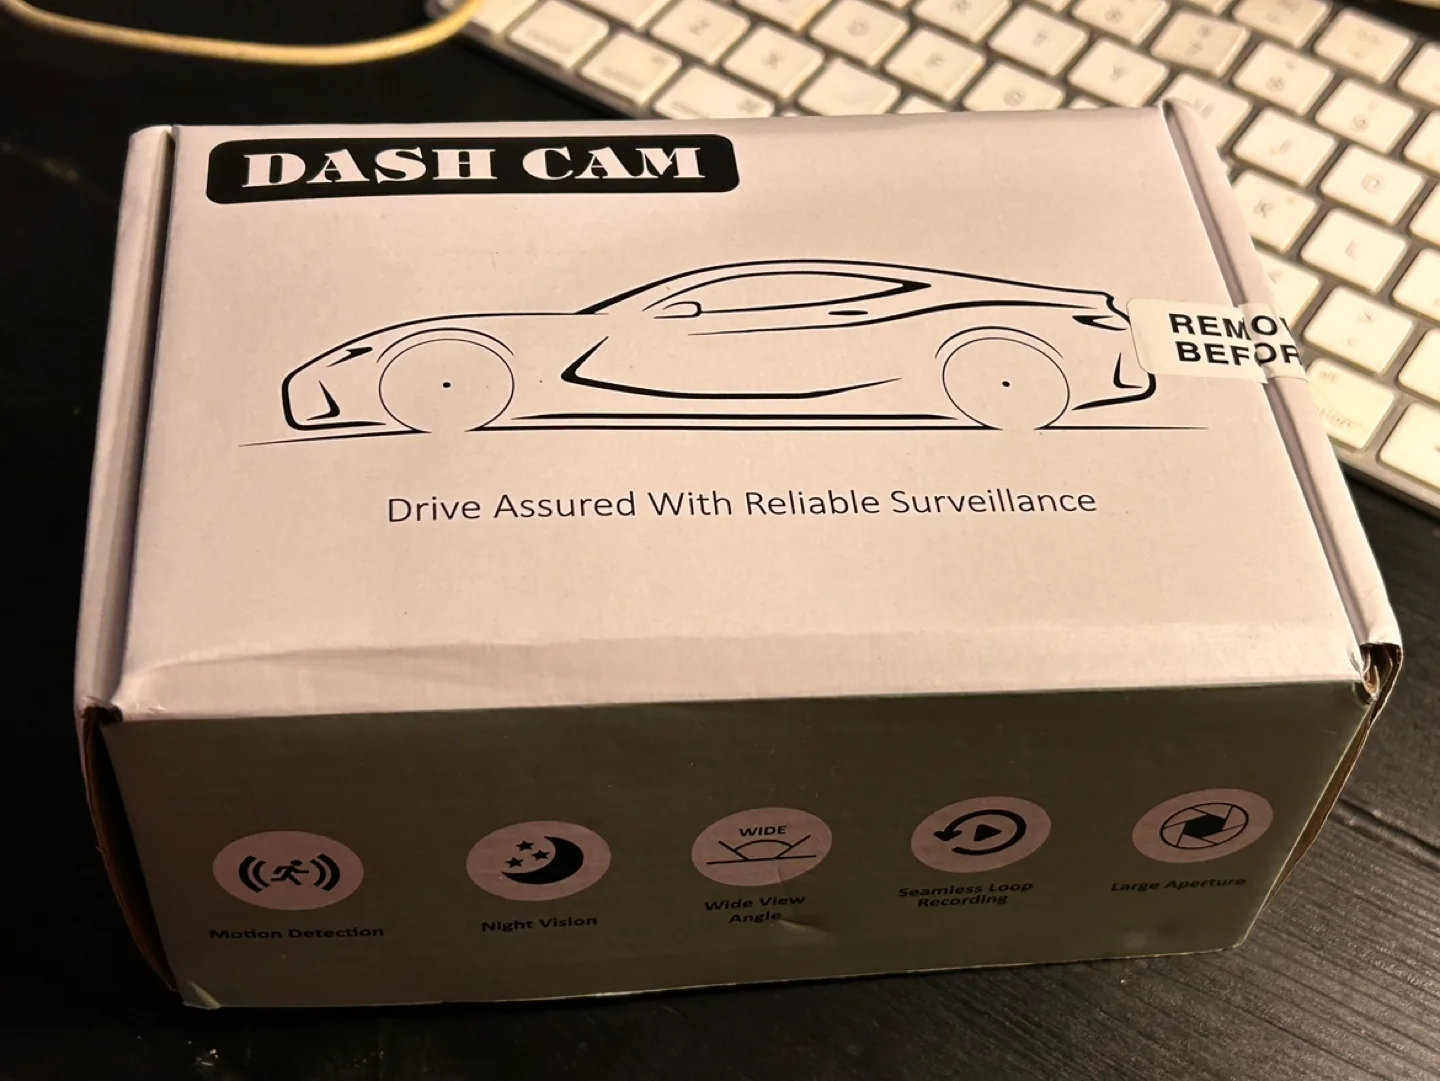 DASH CAM
REMO
BEFOR
Drive Assured With Reliable Surveillance
WIDE
Motion Detection
Night Vision
Wide View
Angle
Seamless Loop
Recording
Large Aperture